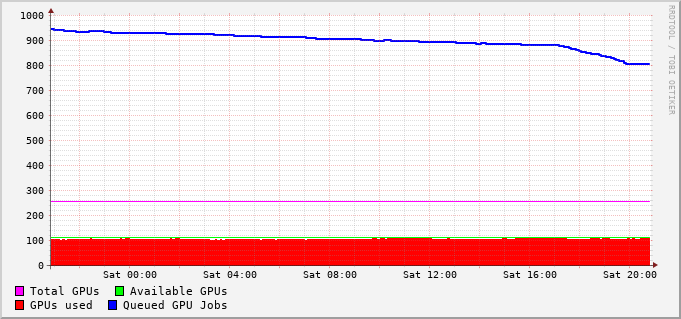 1000
900
800
700
600
500
400
300
200
100
0
Sat 00:00 Sat 04:00 Sat 08:00 Sat 12:00 Sat 16:00 Sat 20:00
Total GPUs Available GPUs
GPUs used Queued GPU Jobs
RRDTOOL / TOBI OETIKER